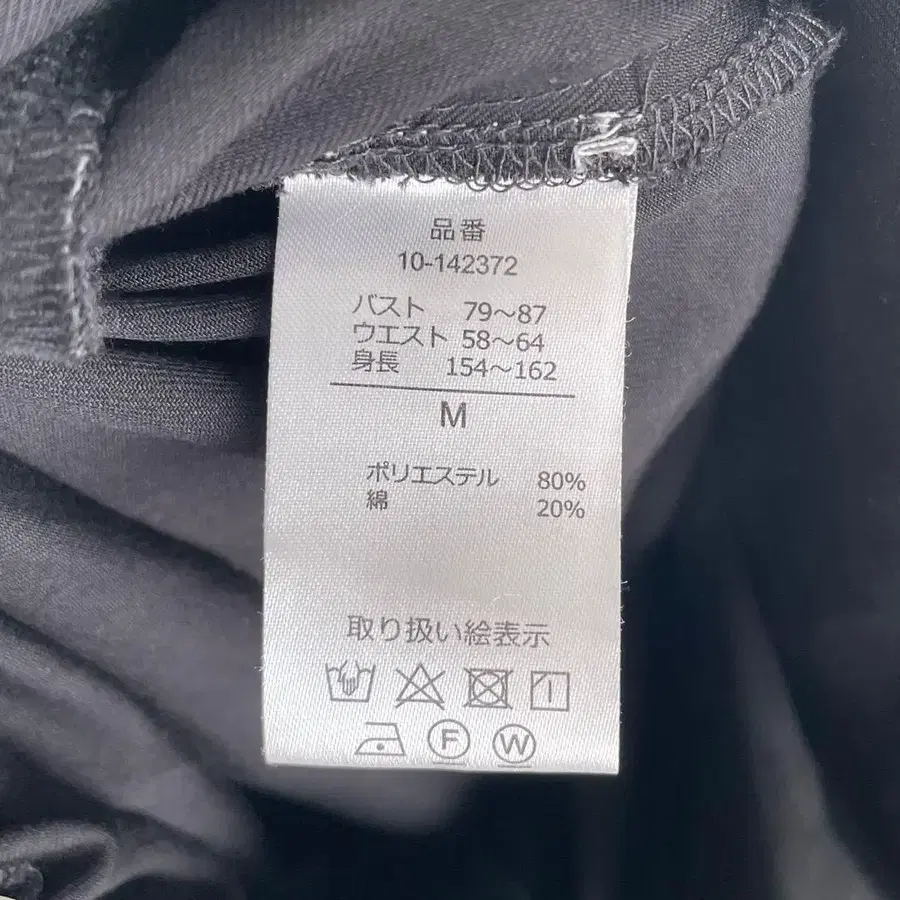 品番
10-142372
バスト 79～87
ウエスト 58～64
身長 154～162
M
ポリエステル 80%
綿 20%
取り扱い絵表示
F W